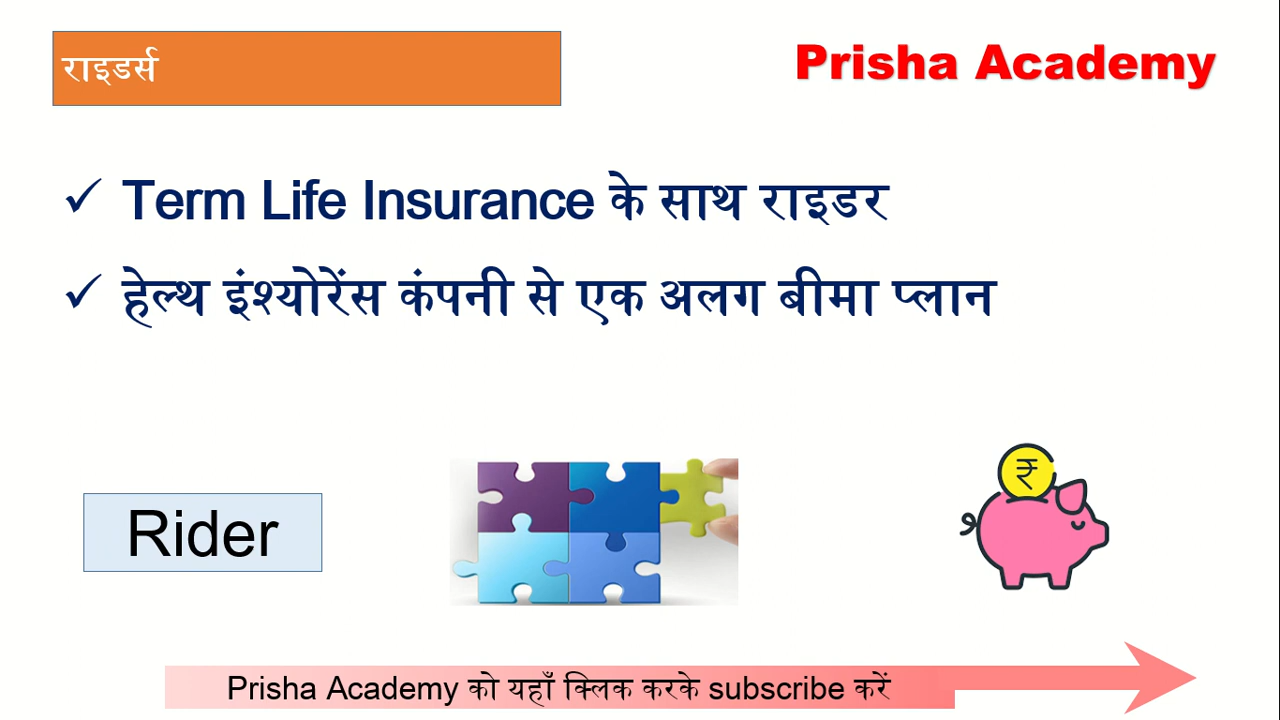 राइडर्स
Prisha Academy
✓ Term Life Insurance के साथ राइडर
✓ हेल्थ इंश्योरेंस कंपनी से एक अलग बीमा प्लान
₹
Rider
Prisha Academy को यहाँ क्लिक करके subscribe करें